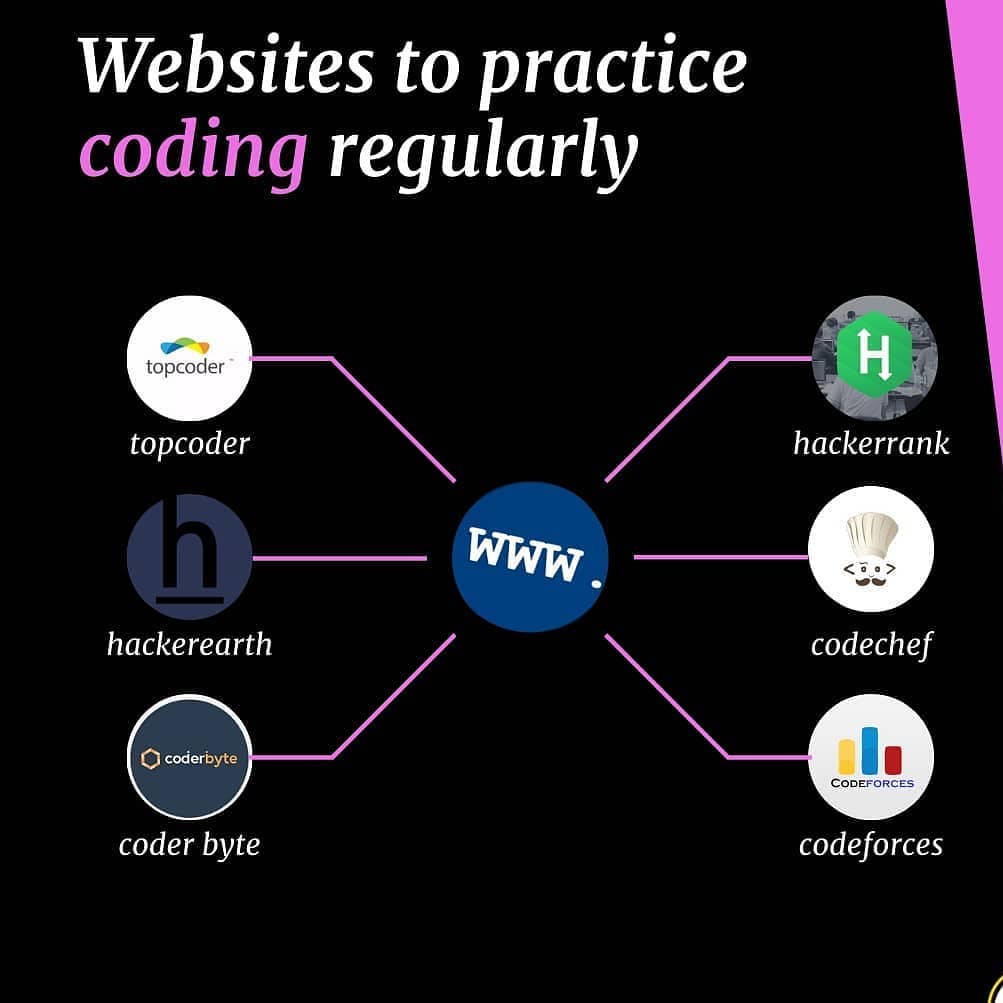 Websites to practice
coding regularly
topcoder
topcoder
H
hackerrank
www.
h
hackerearth
< >
codechef
coderbyte
coder byte
CODEFORCES
codeforces